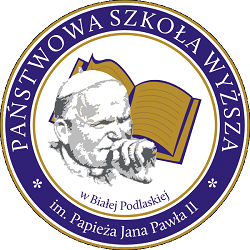 PAŃSTWOWA SZKOŁA WYŻSZA
w Białej Podlaskiej
* im. Papieża Jana Pawła II *